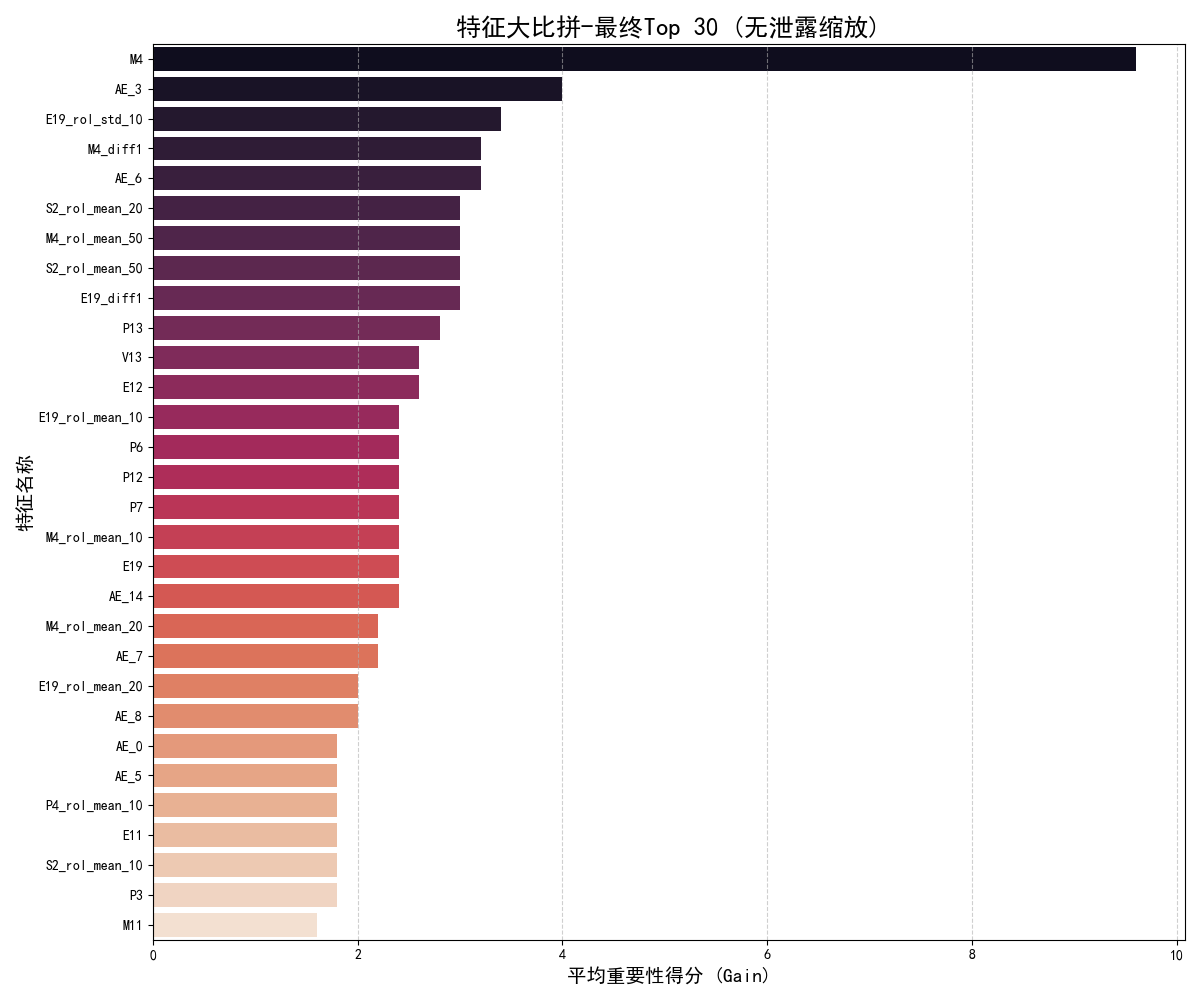 特征大比拼-最终Top 30 (无泄露缩放)
M4
AE_3
E19_rol_std_10
M4_diff1
AE_6
S2_rol_mean_20
M4_rol_mean_50
S2_rol_mean_50
E19_diff1
P13
V13
E12
E19_rol_mean_10
P6
P12
P7
M4_rol_mean_10
E19
AE_14
M4_rol_mean_20
AE_7
E19_rol_mean_20
AE_8
AE_0
AE_5
P4_rol_mean_10
E11
S2_rol_mean_10
P3
M11
特征名称
0 2 4 6 8 10
平均重要性得分 (Gain)